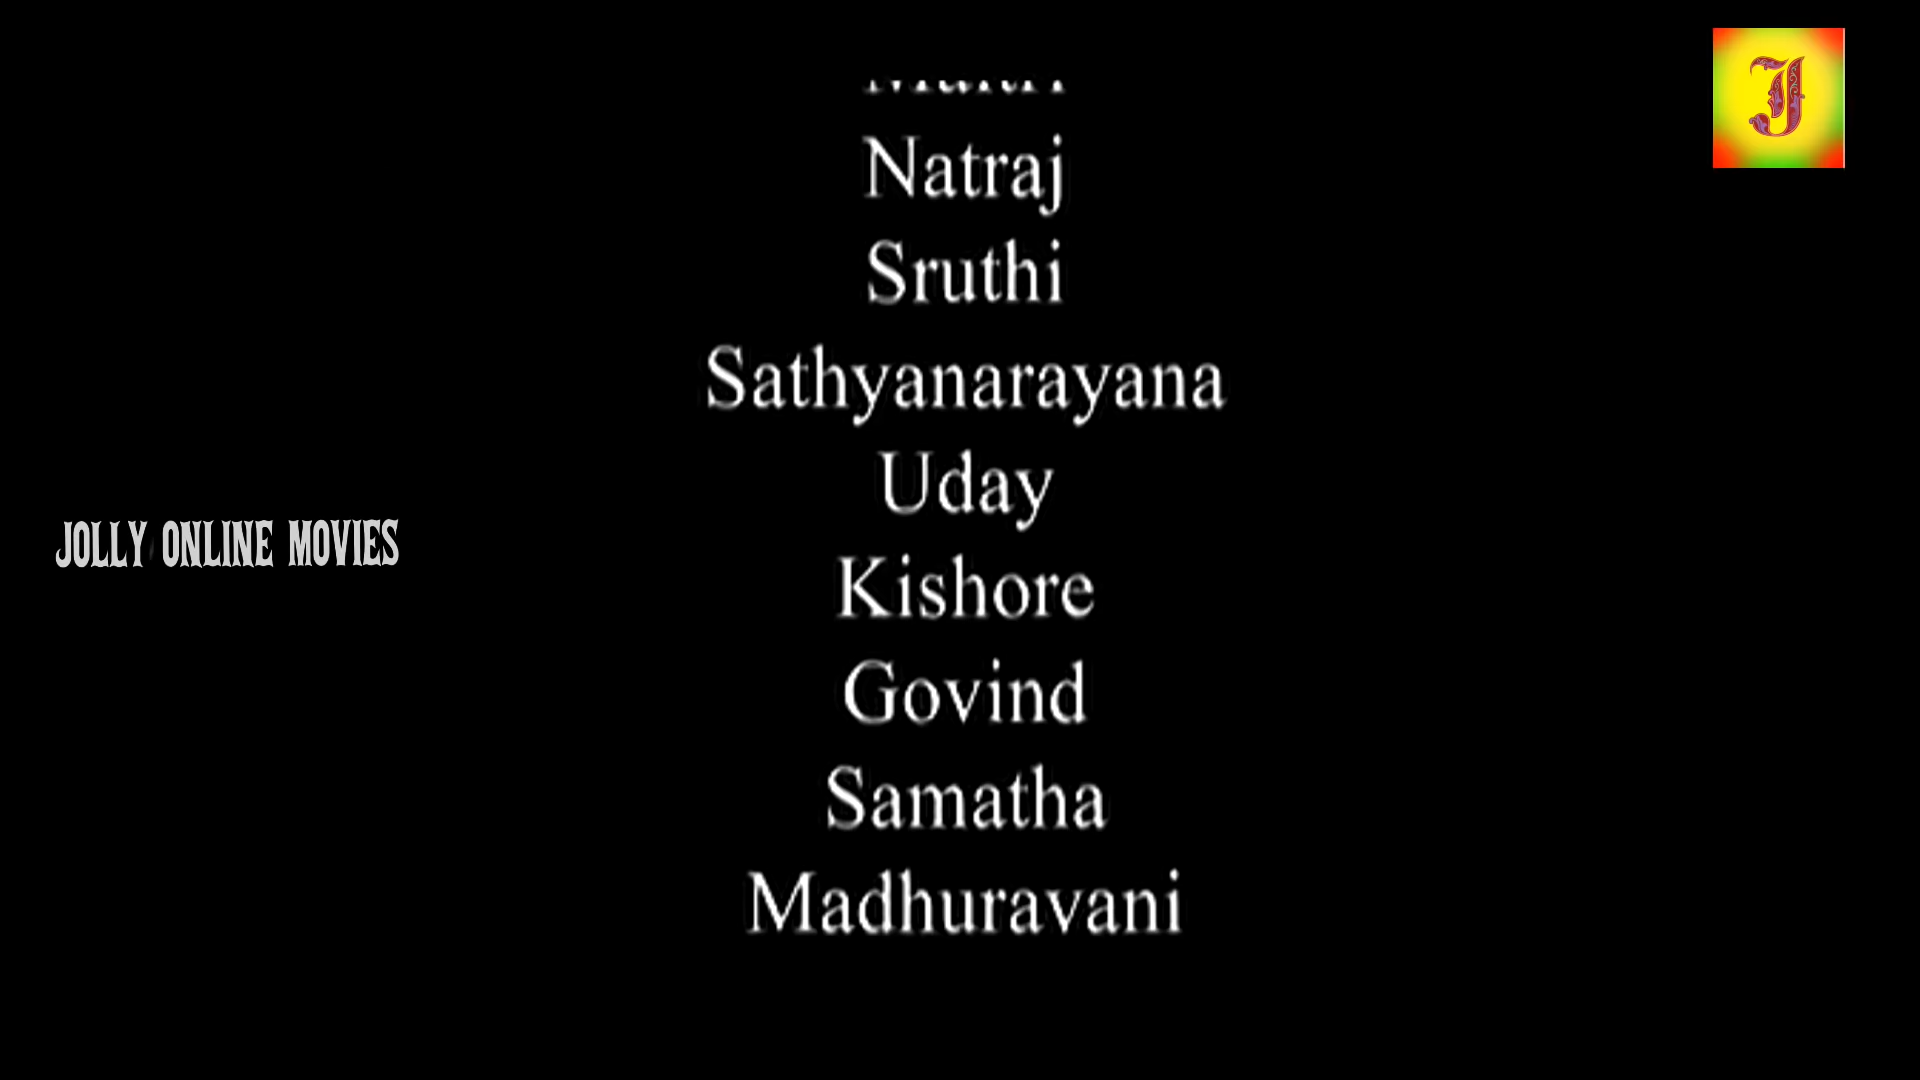 Natraj
Sruthi
Sathyanarayana
Uday
JOLLY ONLINE MOVIES
Kishore
Govind
Samatha
Madhuravani
J